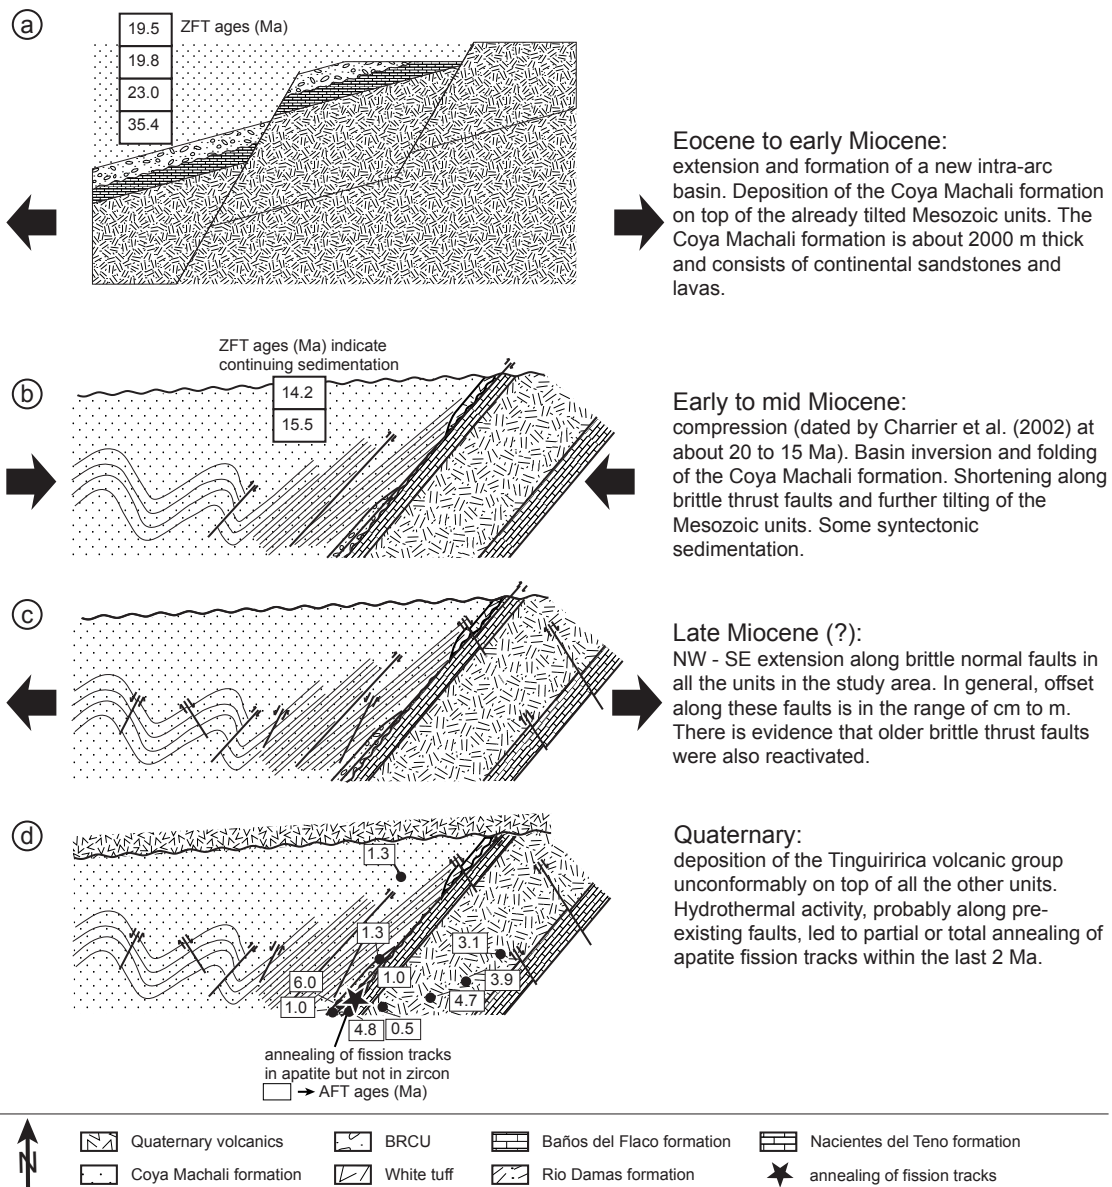 a
19.5
ZFT ages (Ma)
19.8
23.0
35.4
Eocene to early Miocene:
extension and formation of a new intra-arc
basin. Deposition of the Coya Machali formation
on top of the already tilted Mesozoic units. The
Coya Machali formation is about 2000 m thick
and consists of continental sandstones and
lavas.
ZFT ages (Ma) indicate
continuing sedimentation
b
14.2
15.5
Early to mid Miocene:
compression (dated by Charrier et al. (2002) at
about 20 to 15 Ma). Basin inversion and folding
of the Coya Machali formation. Shortening along
brittle thrust faults and further tilting of the
Mesozoic units. Some syntectonic
sedimentation.
c
Late Miocene (?):
NW - SE extension along brittle normal faults in
all the units in the study area. In general, offset
along these faults is in the range of cm to m.
There is evidence that older brittle thrust faults
were also reactivated.
d
1.3
1.3
3.1
6.0
1.0
3.9
1.0
4.7
4.8
0.5
annealing of fission tracks
in apatite but not in zircon
AFT ages (Ma)
Quaternary:
deposition of the Tinguiririca volcanic group
unconformably on top of all the other units.
Hydrothermal activity, probably along pre-
existing faults, led to partial or total annealing of
apatite fission tracks within the last 2 Ma.
N
Quaternary volcanics
BRCU
Baños del Flaco formation
Nacientes del Teno formation
Coya Machali formation
White tuff
Rio Damas formation
annealing of fission tracks